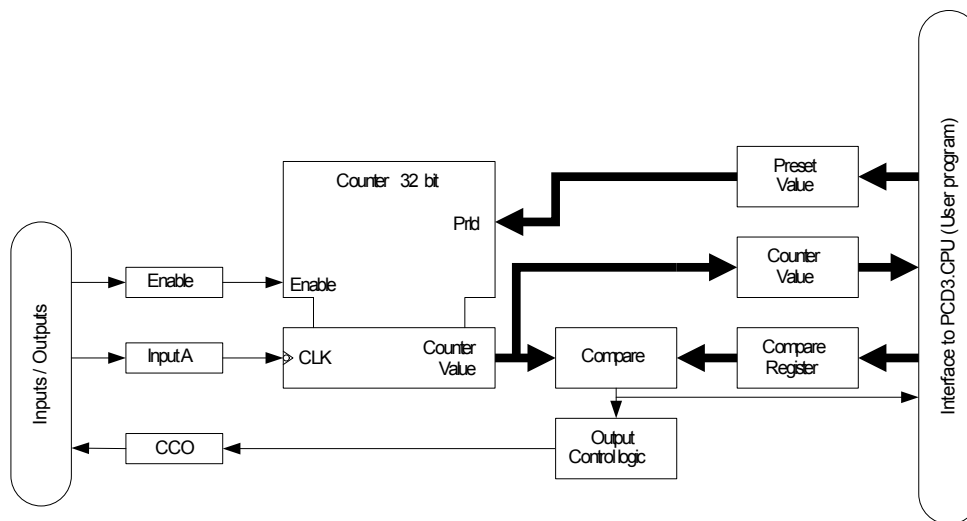 Inputs / Outputs
Enable
Input A
CCO
Counter 32 bit
Prld
Enable
CLK
Counter
Value
Compare
Output
Control logic
Preset
Value
Counter
Value
Compare
Register
Interface to PCD3.CPU (User program)